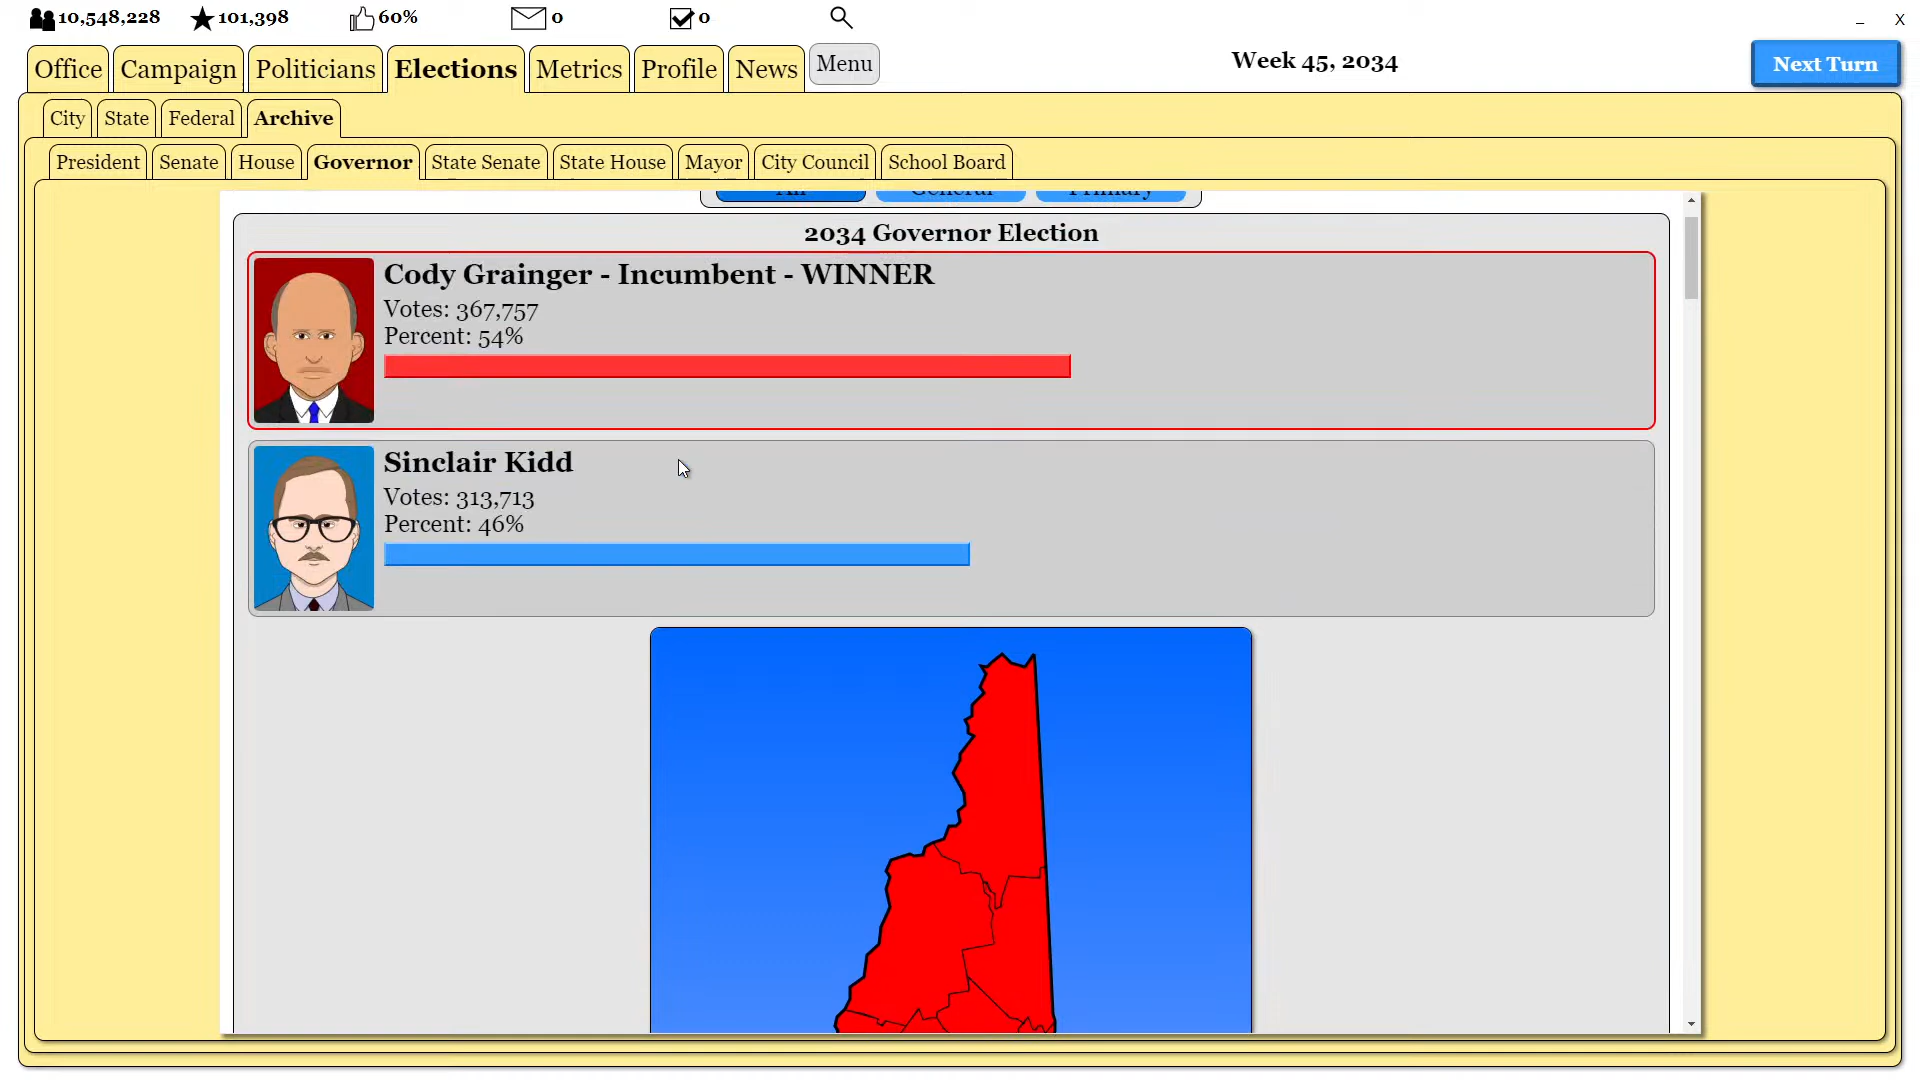 10,548,228 101,398 60% 0 0
_ X
Office Campaign Politicians Elections Metrics Profile News Menu Week 45, 2034 Next Turn
City State Federal Archive
President Senate House Governor State Senate State House Mayor City Council School Board
All General Primary
2034 Governor Election
Cody Grainger - Incumbent - WINNER
Votes: 367,757
Percent: 54%
Sinclair Kidd
Votes: 313,713
Percent: 46%